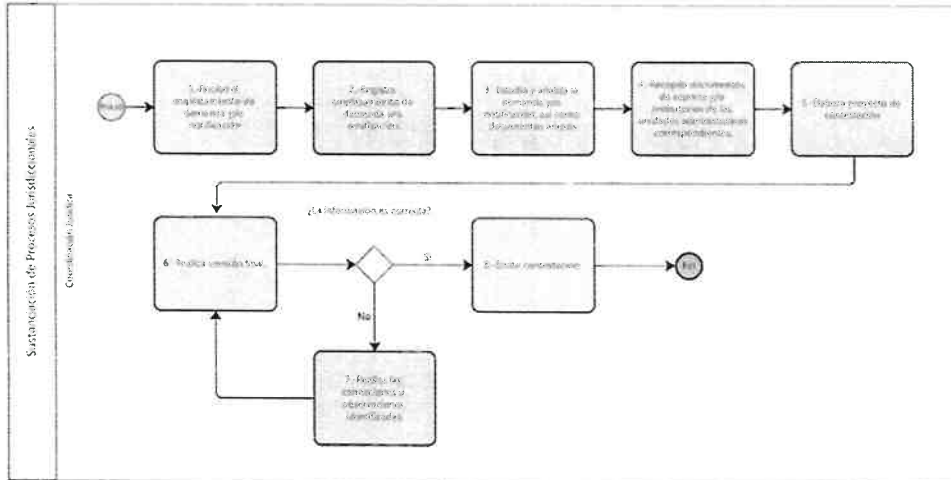 Sustanciación de Procesos Jurisdiccionales
Coordinación Jurídica
Inicio
1.- Recibe el
emplazamiento de
demanda y/o
notificación
2.- Registra
emplazamiento de
demanda y/o
notificación.
3.- Estudia y analiza la
demanda y/o
notificación, así como
documentos anexos
4.- Recopila documentos
de soporte y/o
probatorios de las
unidades administrativas
correspondientes.
5.- Elabora proyecto de
contestación
¿La información es correcta?
6.- Realiza revisión final.
Si
8.- Emite contestación
Fin
No
7.- Realiza las
correcciones u
observaciones
identificadas